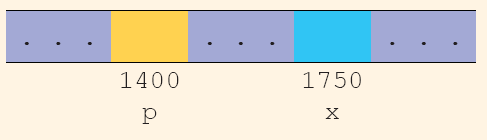 . . . . . . . . .
1400 1750
p x